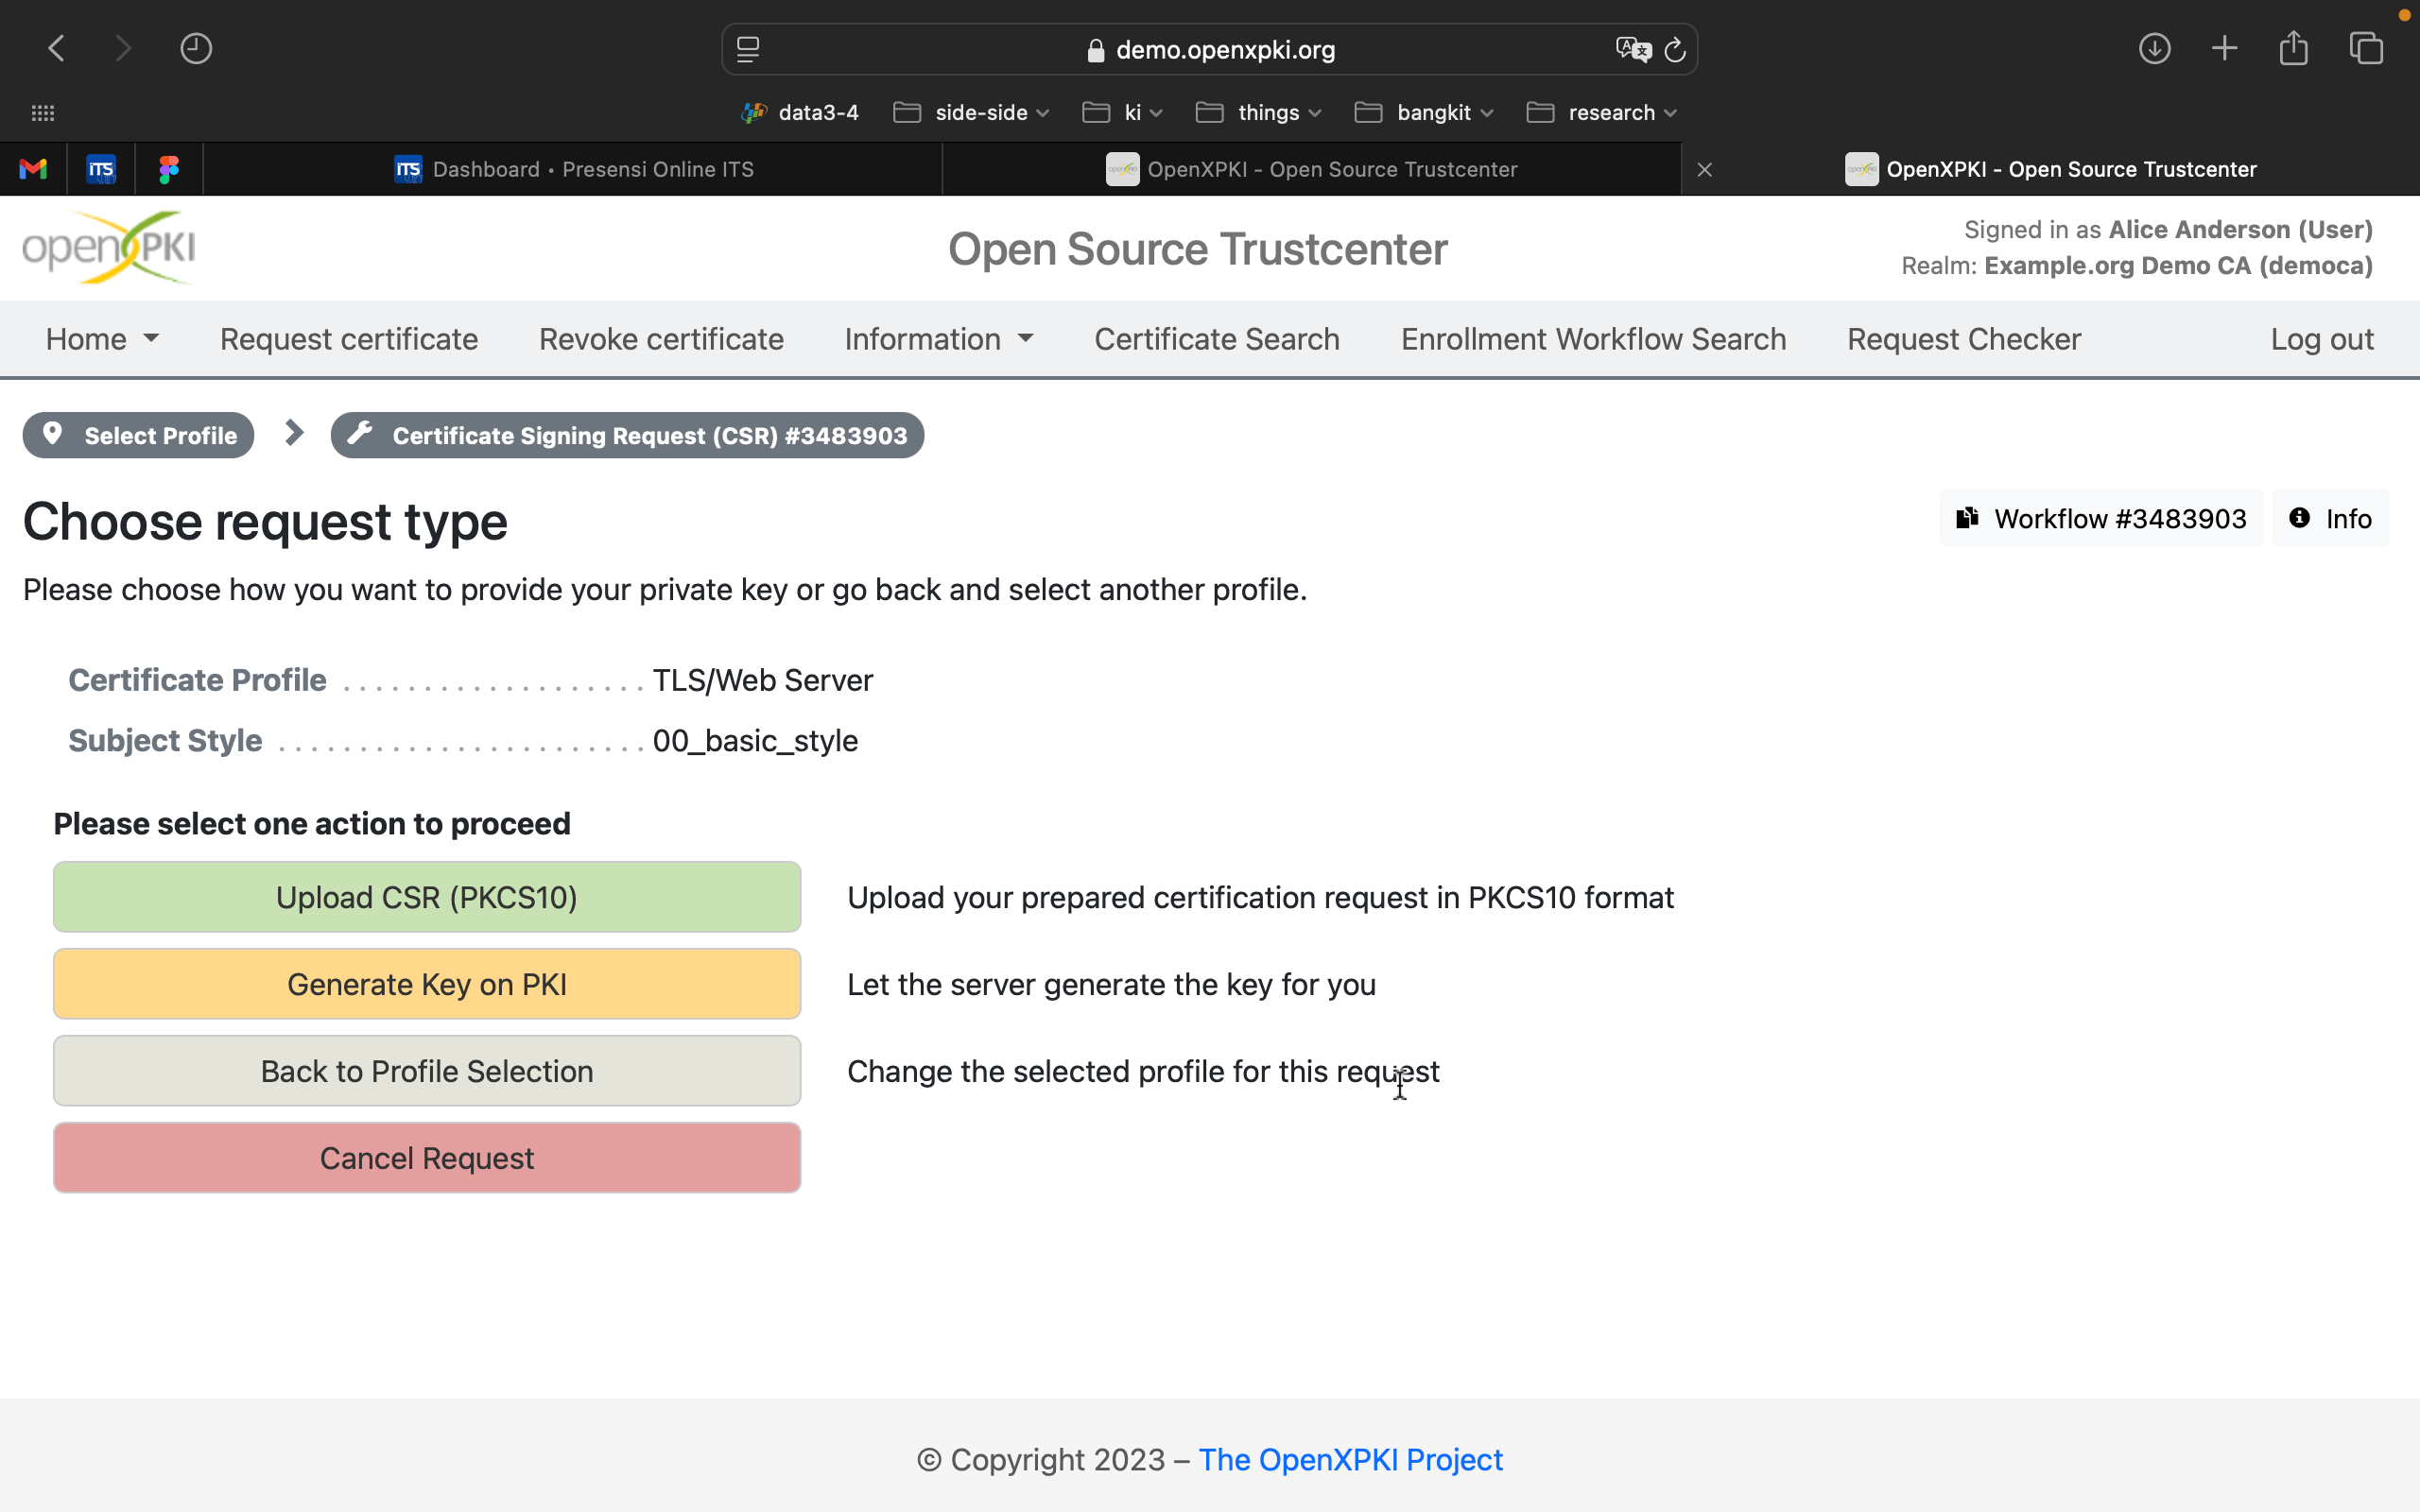 demo.openxpki.org
data3-4 side-side ki things bangkit research
Dashboard • Presensi Online ITS OpenXPKI - Open Source Trustcenter OpenXPKI - Open Source Trustcenter
openXPKI Open Source Trustcenter
Signed in as Alice Anderson (User)
Realm: Example.org Demo CA (democa)
Home Request certificate Revoke certificate Information Certificate Search Enrollment Workflow Search Request Checker Log out
Select Profile Certificate Signing Request (CSR) #3483903
Choose request type
Workflow #3483903 Info
Please choose how you want to provide your private key or go back and select another profile.
Certificate Profile . . . . . . . . . . . . . . . . . . . TLS/Web Server
Subject Style . . . . . . . . . . . . . . . . . . . . . . . 00_basic_style
Please select one action to proceed
Upload CSR (PKCS10) Upload your prepared certification request in PKCS10 format
Generate Key on PKI Let the server generate the key for you
Back to Profile Selection Change the selected profile for this request
Cancel Request
© Copyright 2023 – The OpenXPKI Project